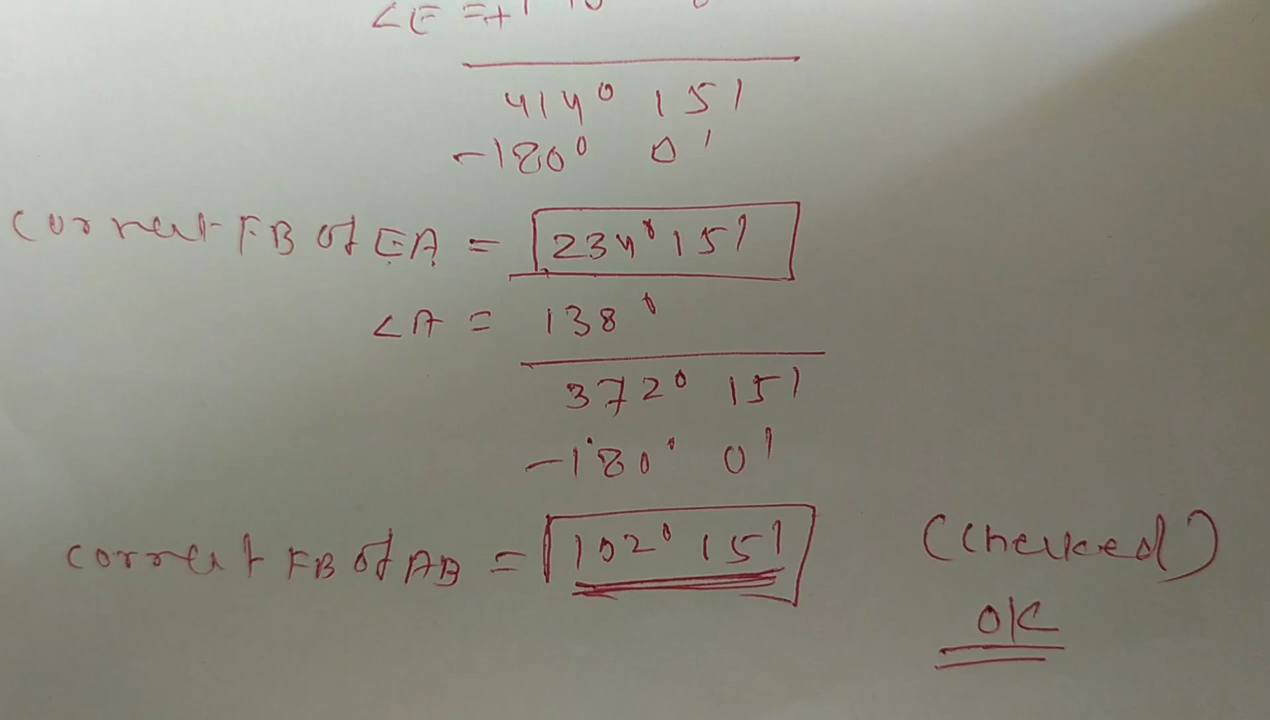 ∠E = +
414° 15'
-180° 0'
Correct FB of EA = 234° 15'
∠A = 138°
372° 15'
-180° 0'
correct FB of AB = 102° 15' (Checked)
OK